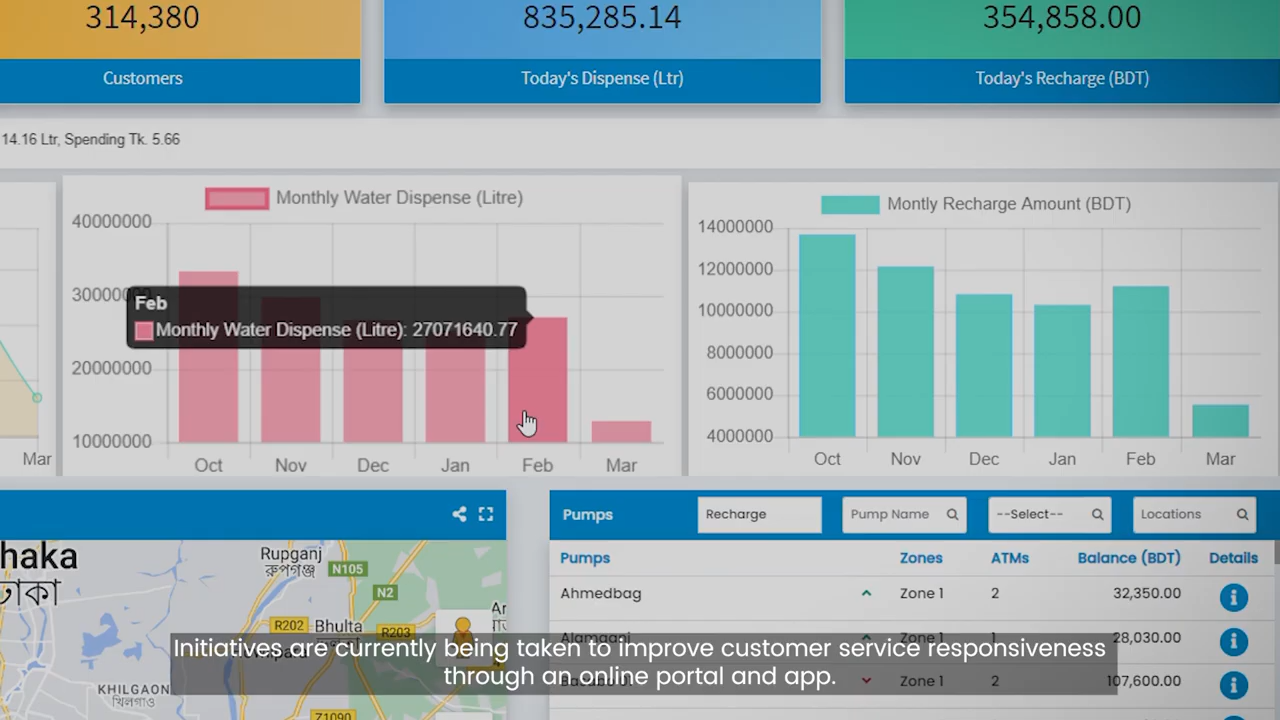 314,380
835,285.14
354,858.00
Customers
Today's Dispense (Ltr)
Today's Recharge (BDT)
14.16 Ltr, Spending Tk. 5.66
Mar
Monthly Water Dispense (Litre)
40000000
20000000
10000000
Feb
Monthly Water Dispense (Litre): 27071640.77
Oct Nov Dec Jan Feb Mar
Montly Recharge Amount (BDT)
14000000
12000000
10000000
8000000
6000000
4000000
Oct Nov Dec Jan Feb Mar
haka
Rupganj
রূপগঞ্জ
N105
N2
R202
Bhulta
R203
KHILGAON
খিলগাঁও
Z1090
Pumps Recharge Pump Name --Select-- Locations
Pumps Zones ATMs Balance (BDT) Details
Ahmedbag Zone 1 2 32,350.00
Zone 1 1 28,030.00
Zone 1 2 107,600.00
Initiatives are currently being taken to improve customer service responsiveness
through an online portal and app.